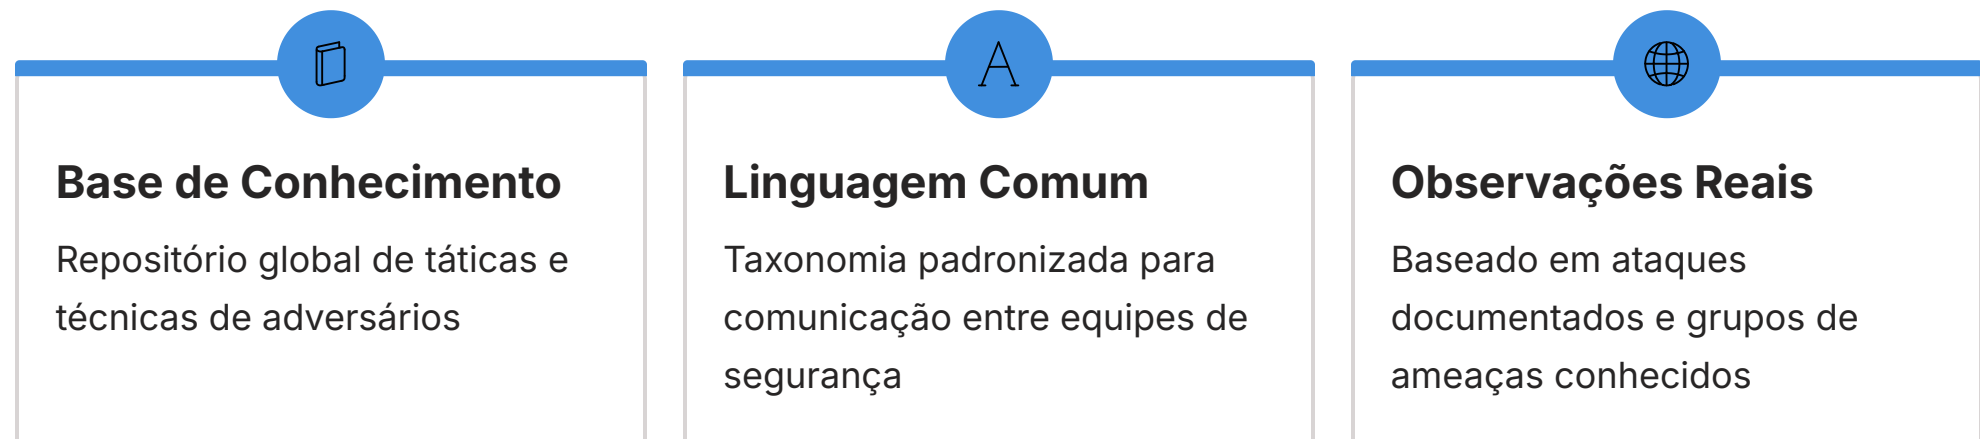 Base de Conhecimento
Repositório global de táticas e
técnicas de adversários
Linguagem Comum
Taxonomia padronizada para
comunicação entre equipes de
segurança
Observações Reais
Baseado em ataques
documentados e grupos de
ameaças conhecidos